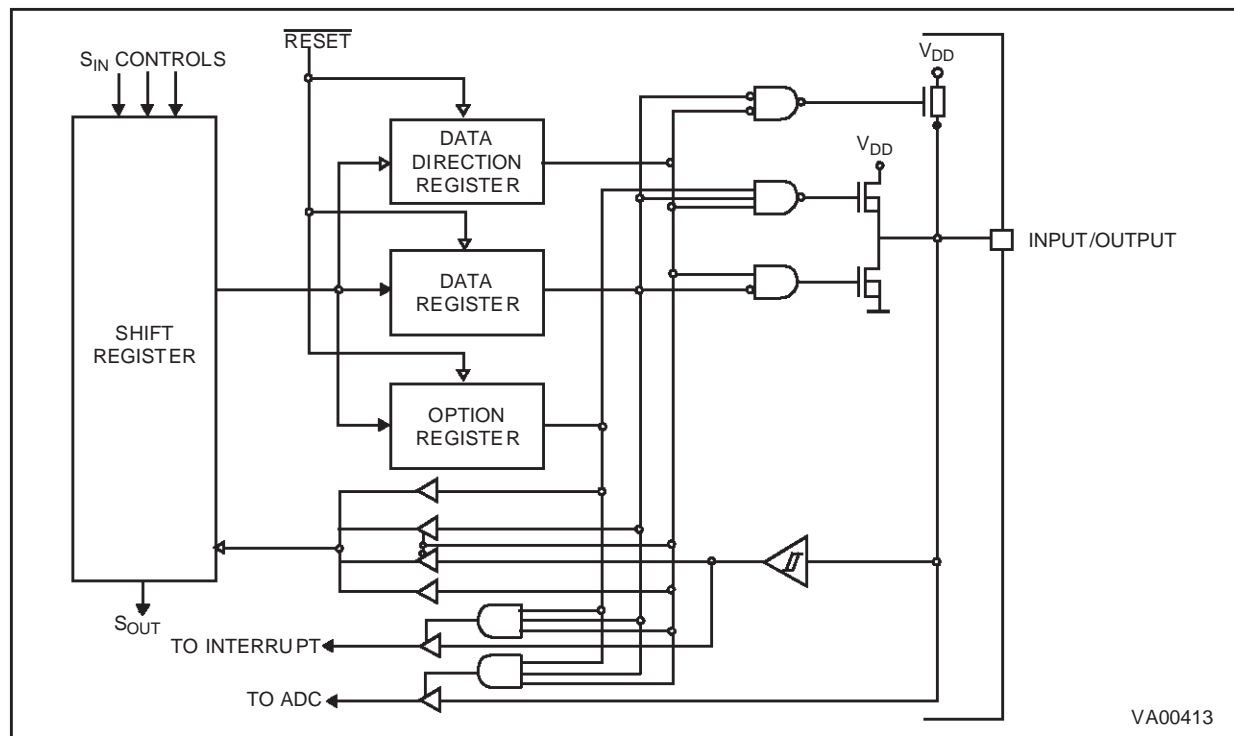 RESET
S_IN CONTROLS
V_DD
DATA
DIRECTION
REGISTER
V_DD
INPUT/OUTPUT
DATA
REGISTER
SHIFT
REGISTER
OPTION
REGISTER
S_OUT
TO INTERRUPT
TO ADC
VA00413